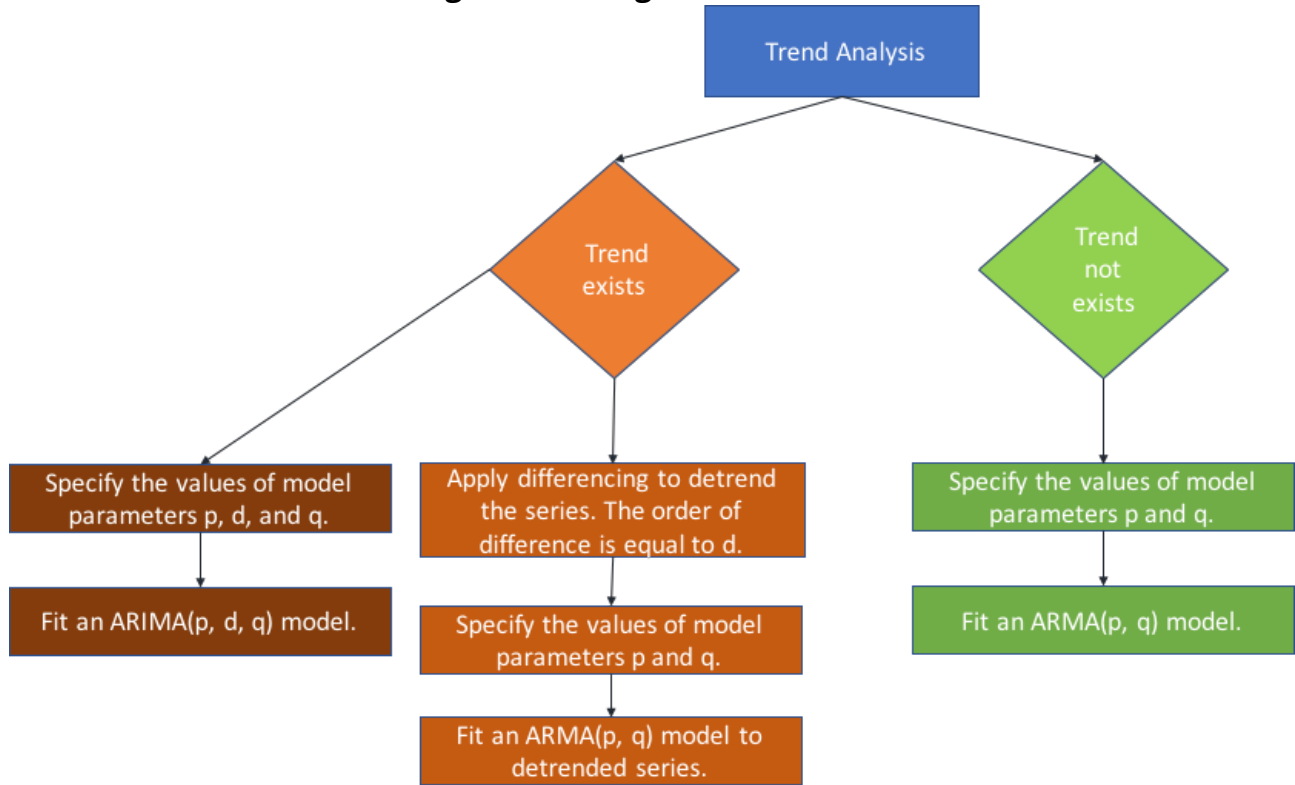 Trend Analysis
Trend
exists
Trend
not
exists
Specify the values of model
parameters p, d, and q.
Fit an ARIMA(p, d, q) model.
Apply differencing to detrend
the series. The order of
difference is equal to d.
Specify the values of model
parameters p and q.
Fit an ARMA(p, q) model to
detrended series.
Specify the values of model
parameters p and q.
Fit an ARMA(p, q) model.